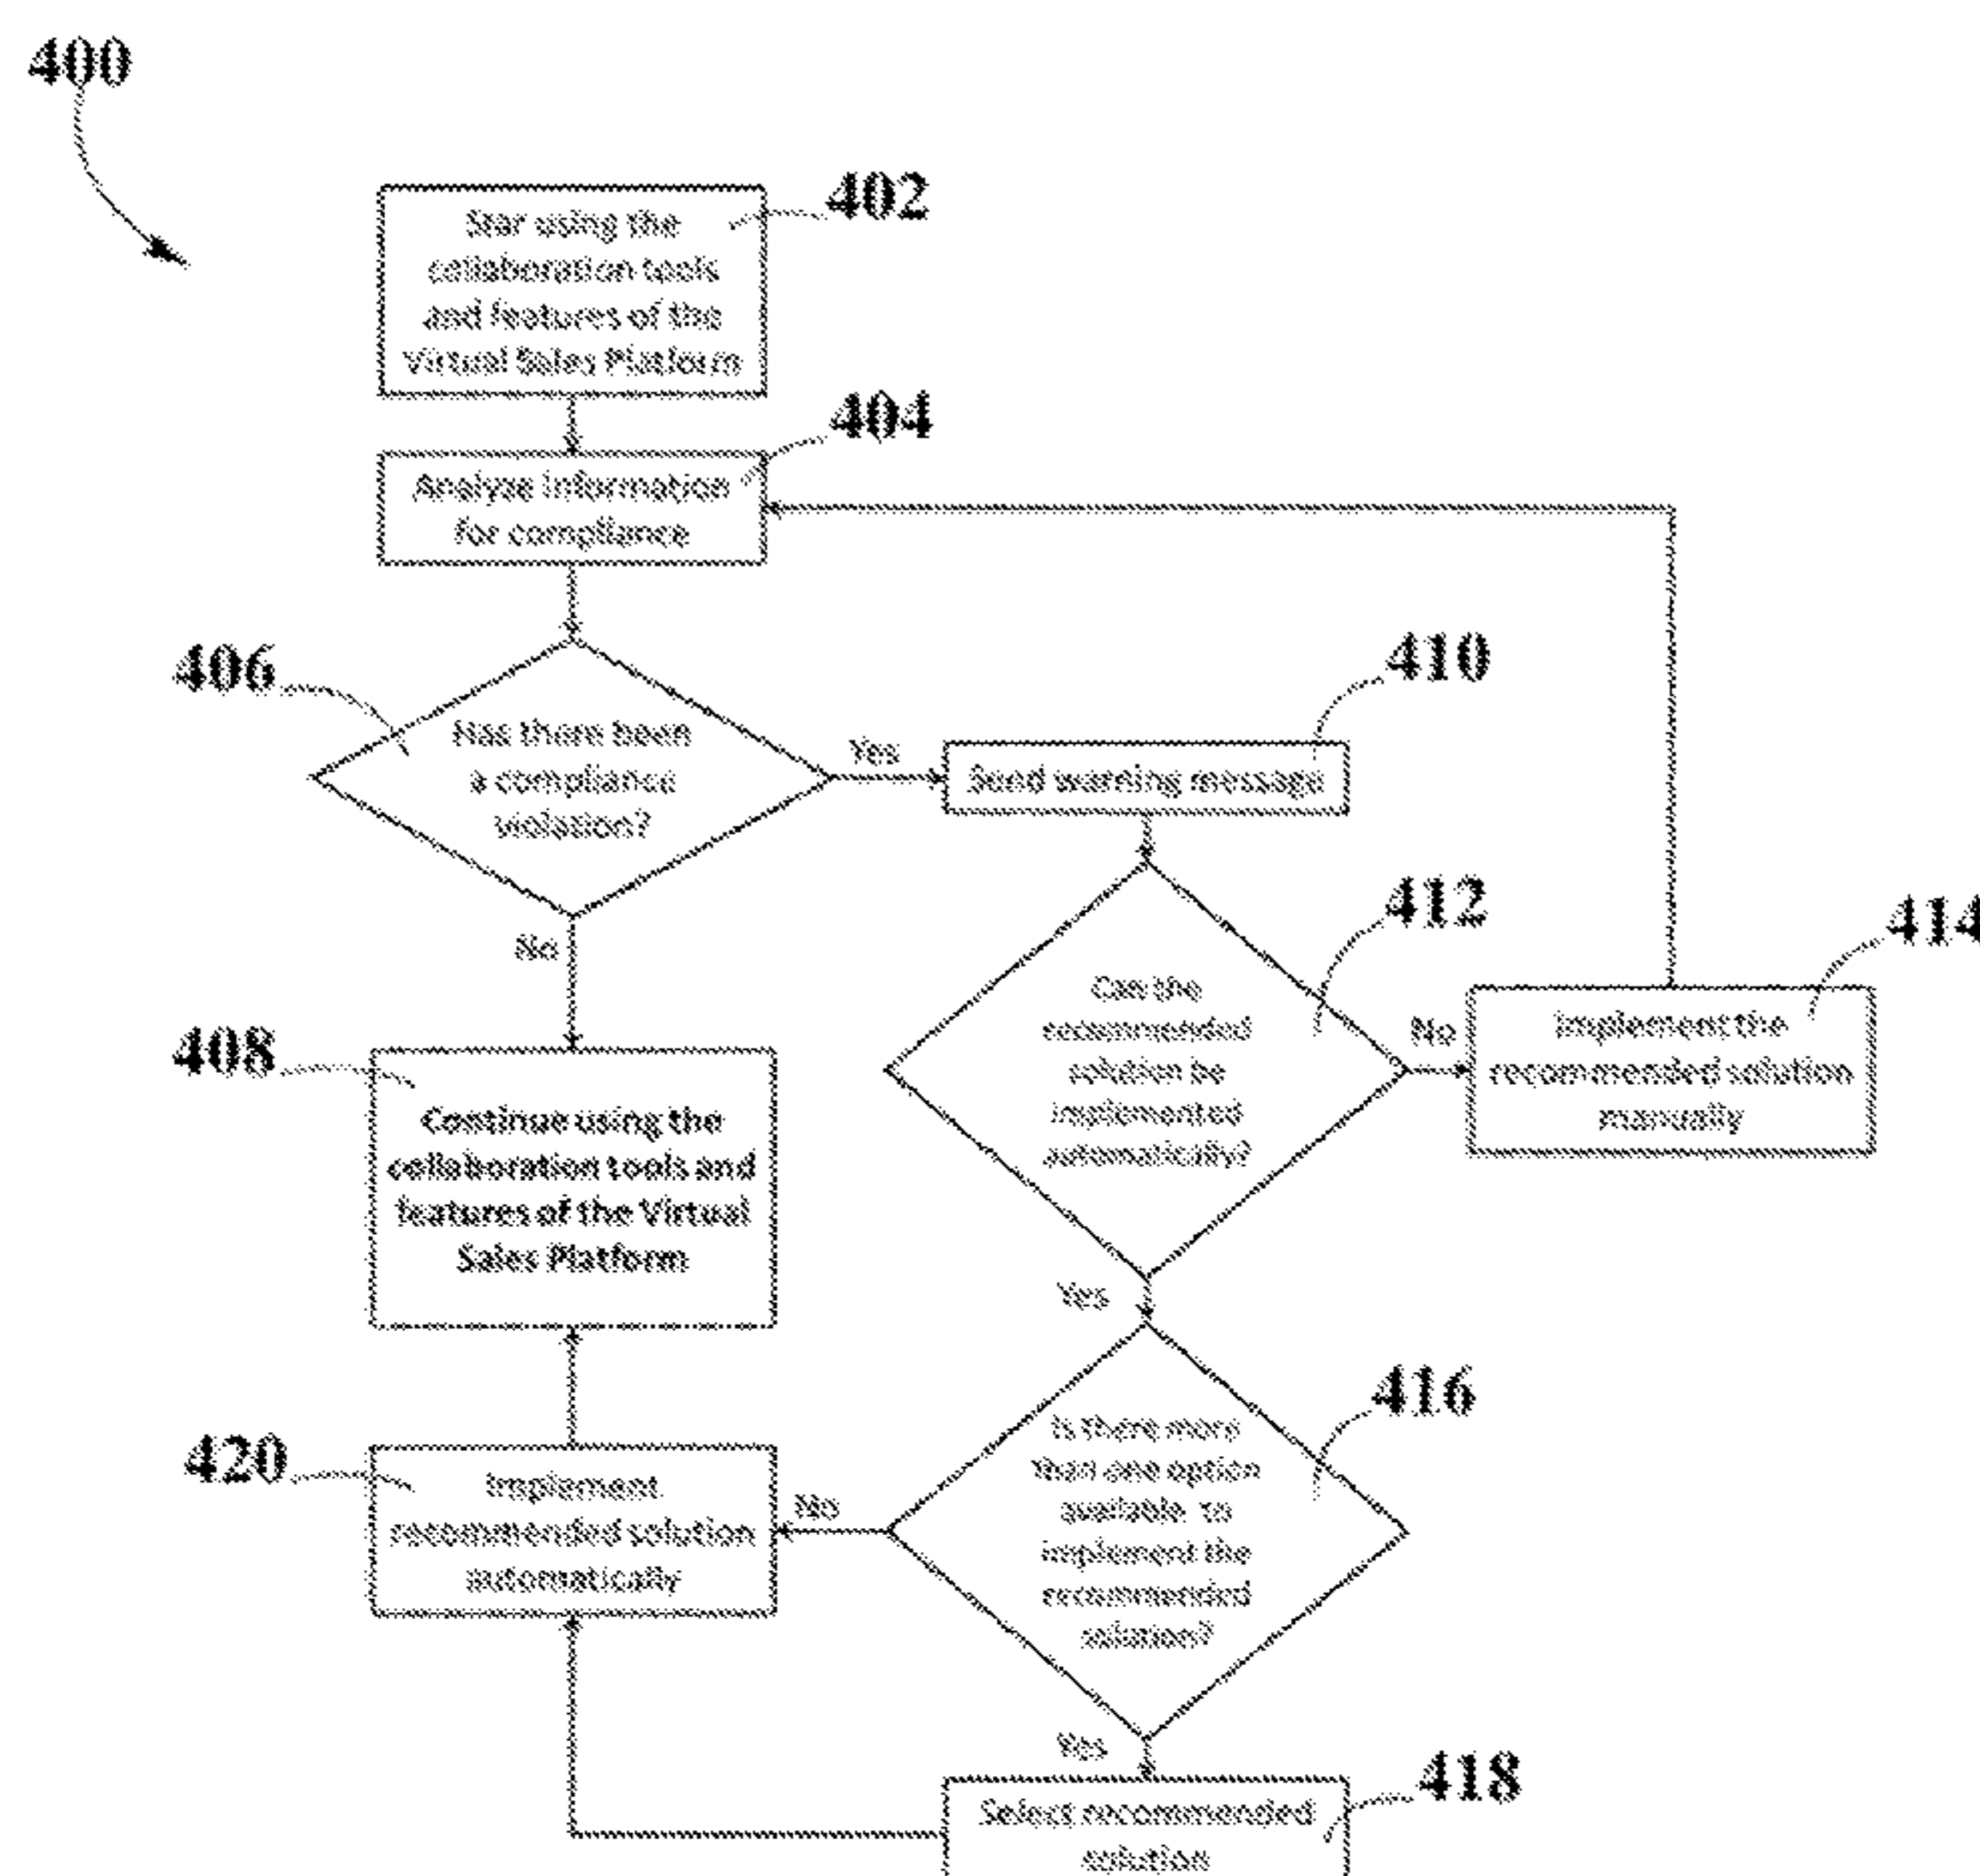 400
402
Star using the
collaboration tools
and features of the
Virtual Sales Platform
404
Analyze information
for compliance
406
Has there been
a compliance
violation?
Yes
410
Send warning message
No
412
Can the
recommended
solution be
implemented
automatically?
No
414
Implement the
recommended solution
manually
408
Continue using the
collaboration tools and
features of the Virtual
Sales Platform
Yes
416
Is there more
than one option
available to
implement the
recommended
solution?
No
420
Implement
recommended solution
automatically
Yes
418
Select recommended
solution